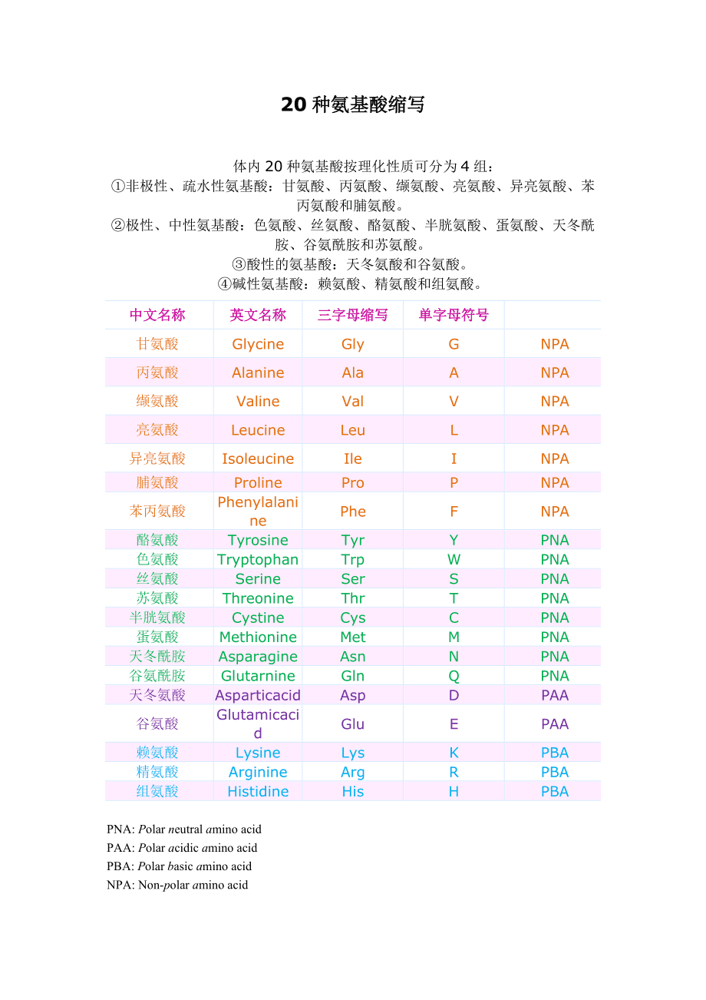 20 种氨基酸缩写
体内 20 种氨基酸按理化性质可分为 4 组：
①非极性、疏水性氨基酸：甘氨酸、丙氨酸、缬氨酸、亮氨酸、异亮氨酸、苯
丙氨酸和脯氨酸。
②极性、中性氨基酸：色氨酸、丝氨酸、酪氨酸、半胱氨酸、蛋氨酸、天冬酰
胺、谷氨酰胺和苏氨酸。
③酸性的氨基酸：天冬氨酸和谷氨酸。
④碱性氨基酸：赖氨酸、精氨酸和组氨酸。
中文名称 英文名称 三字母缩写 单字母符号
甘氨酸 Glycine Gly G NPA
丙氨酸 Alanine Ala A NPA
缬氨酸 Valine Val V NPA
亮氨酸 Leucine Leu L NPA
异亮氨酸 Isoleucine Ile I NPA
脯氨酸 Proline Pro P NPA
苯丙氨酸 Phenylalani
ne Phe F NPA
酪氨酸 Tyrosine Tyr Y PNA
色氨酸 Tryptophan Trp W PNA
丝氨酸 Serine Ser S PNA
苏氨酸 Threonine Thr T PNA
半胱氨酸 Cystine Cys C PNA
蛋氨酸 Methionine Met M PNA
天冬酰胺 Asparagine Asn N PNA
谷氨酰胺 Glutarnine Gln Q PNA
天冬氨酸 Asparticacid Asp D PAA
谷氨酸 Glutamicaci
d Glu E PAA
赖氨酸 Lysine Lys K PBA
精氨酸 Arginine Arg R PBA
组氨酸 Histidine His H PBA
PNA: Polar neutral amino acid
PAA: Polar acidic amino acid
PBA: Polar basic amino acid
NPA: Non-polar amino acid